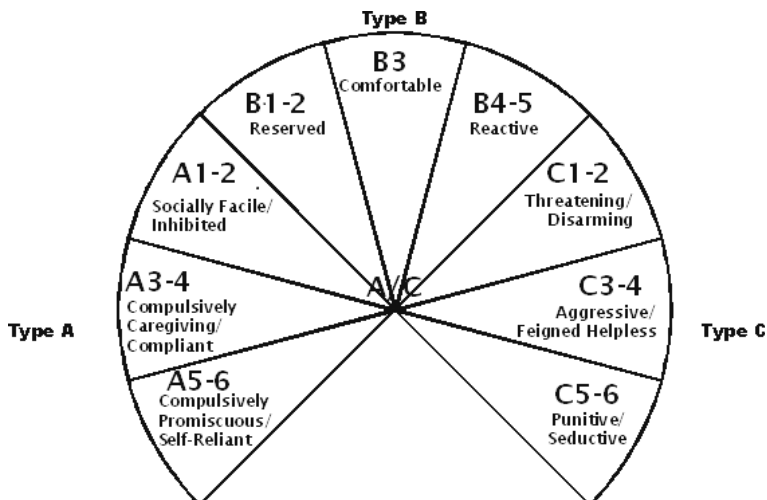 Type B
B3
Comfortable
B1-2
Reserved
B4-5
Reactive
A1-2
Socially Facile/
Inhibited
C1-2
Threatening/
Disarming
A/C
A3-4
Compulsively
Caregiving/
Compliant
C3-4
Aggressive/
Feigned Helpless
Type A
Type C
A5-6
Compulsively
Promiscuous/
Self-Reliant
C5-6
Punitive/
Seductive